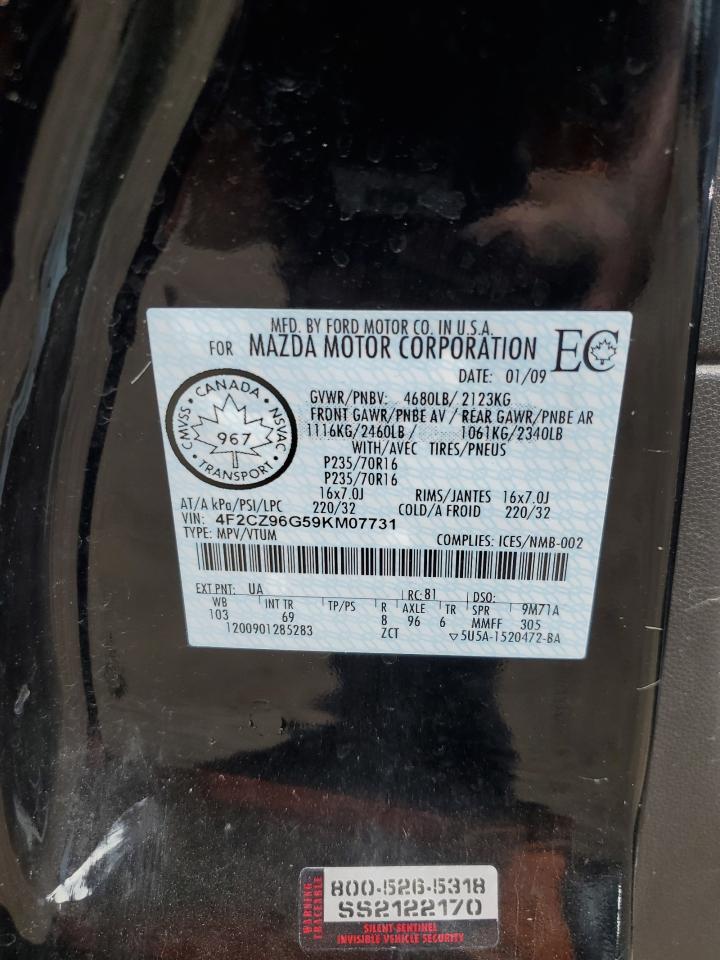 MFD. BY FORD MOTOR CO. IN U.S.A.
FOR MAZDA MOTOR CORPORATION EC
DATE: 01/09
CANADA
CMVSS NSVAC
967
TRANSPORT
GVWR/PNBV: 4680LB/ 2123KG
FRONT GAWR/PNBE AV / REAR GAWR/PNBE AR
1116KG/2460LB / 1061KG/2340LB
WITH/AVEC TIRES/PNEUS
P235/70R16
P235/70R16
16x7.0J RIMS/JANTES 16x7.0J
AT/A kPa/PSI/LPC 220/32 COLD/A FROID 220/32
VIN: 4F2CZ96G59KM07731
TYPE: MPV/VTUM COMPLIES: ICES/NMB-002
EXT PNT: UA RC: 81 DSO:
WB INT TR TP/PS R AXLE TR SPR 9M71A
103 69 8 96 6 MMFF 305
1200901285283 ZCT ▽5U5A-1520472-BA
WARNING
TRACEABLE
800-526-5318
SS2122170
SILENT SENTINEL
INVISIBLE VEHICLE SECURITY